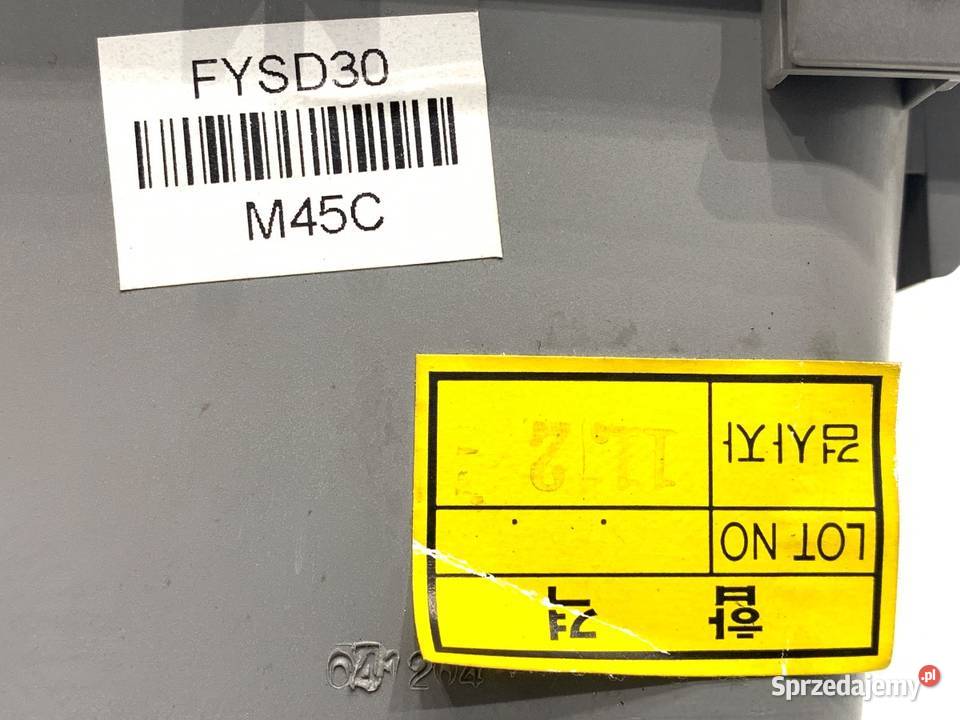 FYSD30
M45C
합 격
LOT NO . .
검사자
Sprzedajemy.pl